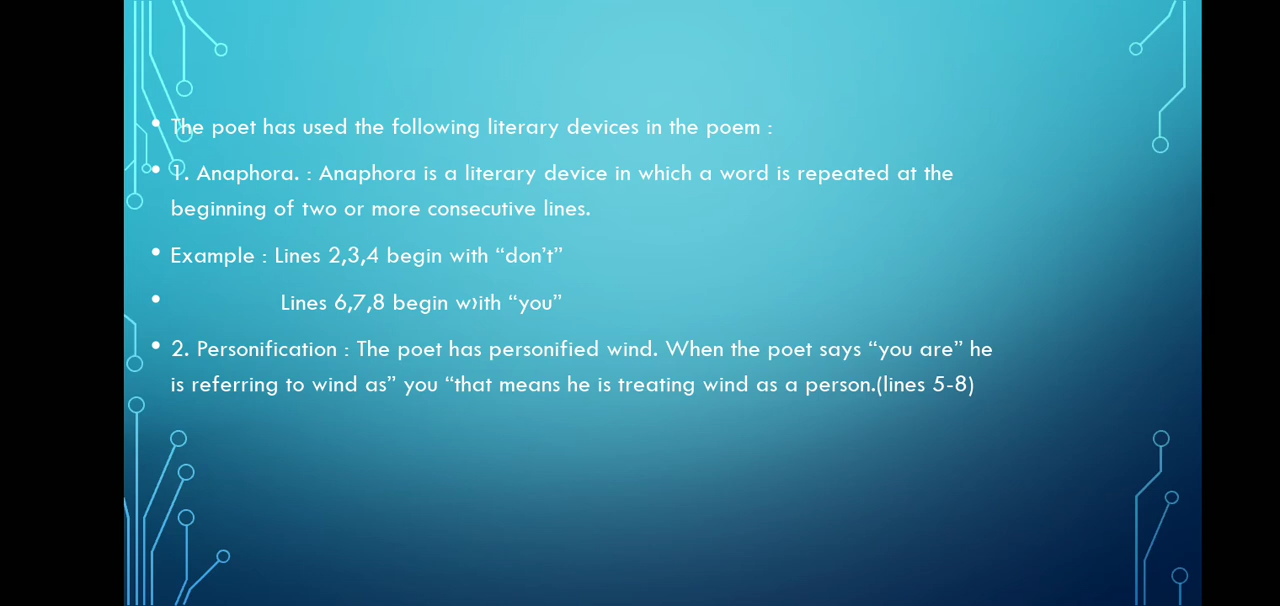 • The poet has used the following literary devices in the poem :
• 1. Anaphora. : Anaphora is a literary device in which a word is repeated at the
beginning of two or more consecutive lines.
• Example : Lines 2,3,4 begin with “don’t”
• Lines 6,7,8 begin with “you”
• 2. Personification : The poet has personified wind. When the poet says “you are” he
is referring to wind as” you “that means he is treating wind as a person.(lines 5-8)